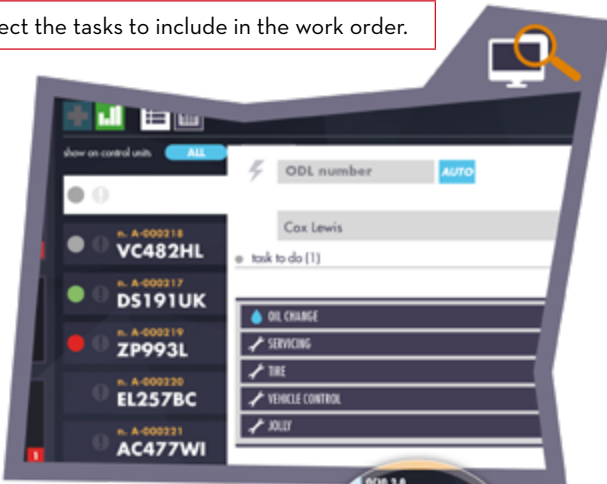 ect the tasks to include in the work order.
show on control units ALL
ODL number AUTO
Cox Lewis
task to do (1)
n. A-000218
VC482HL
n. A-000217
DS191UK
n. A-000219
ZP993L
n. A-000220
EL257BC
n. A-000221
AC477WI
OIL CHANGE
SERVICING
TIRE
VEHICLE CONTROL
JOLLY
1